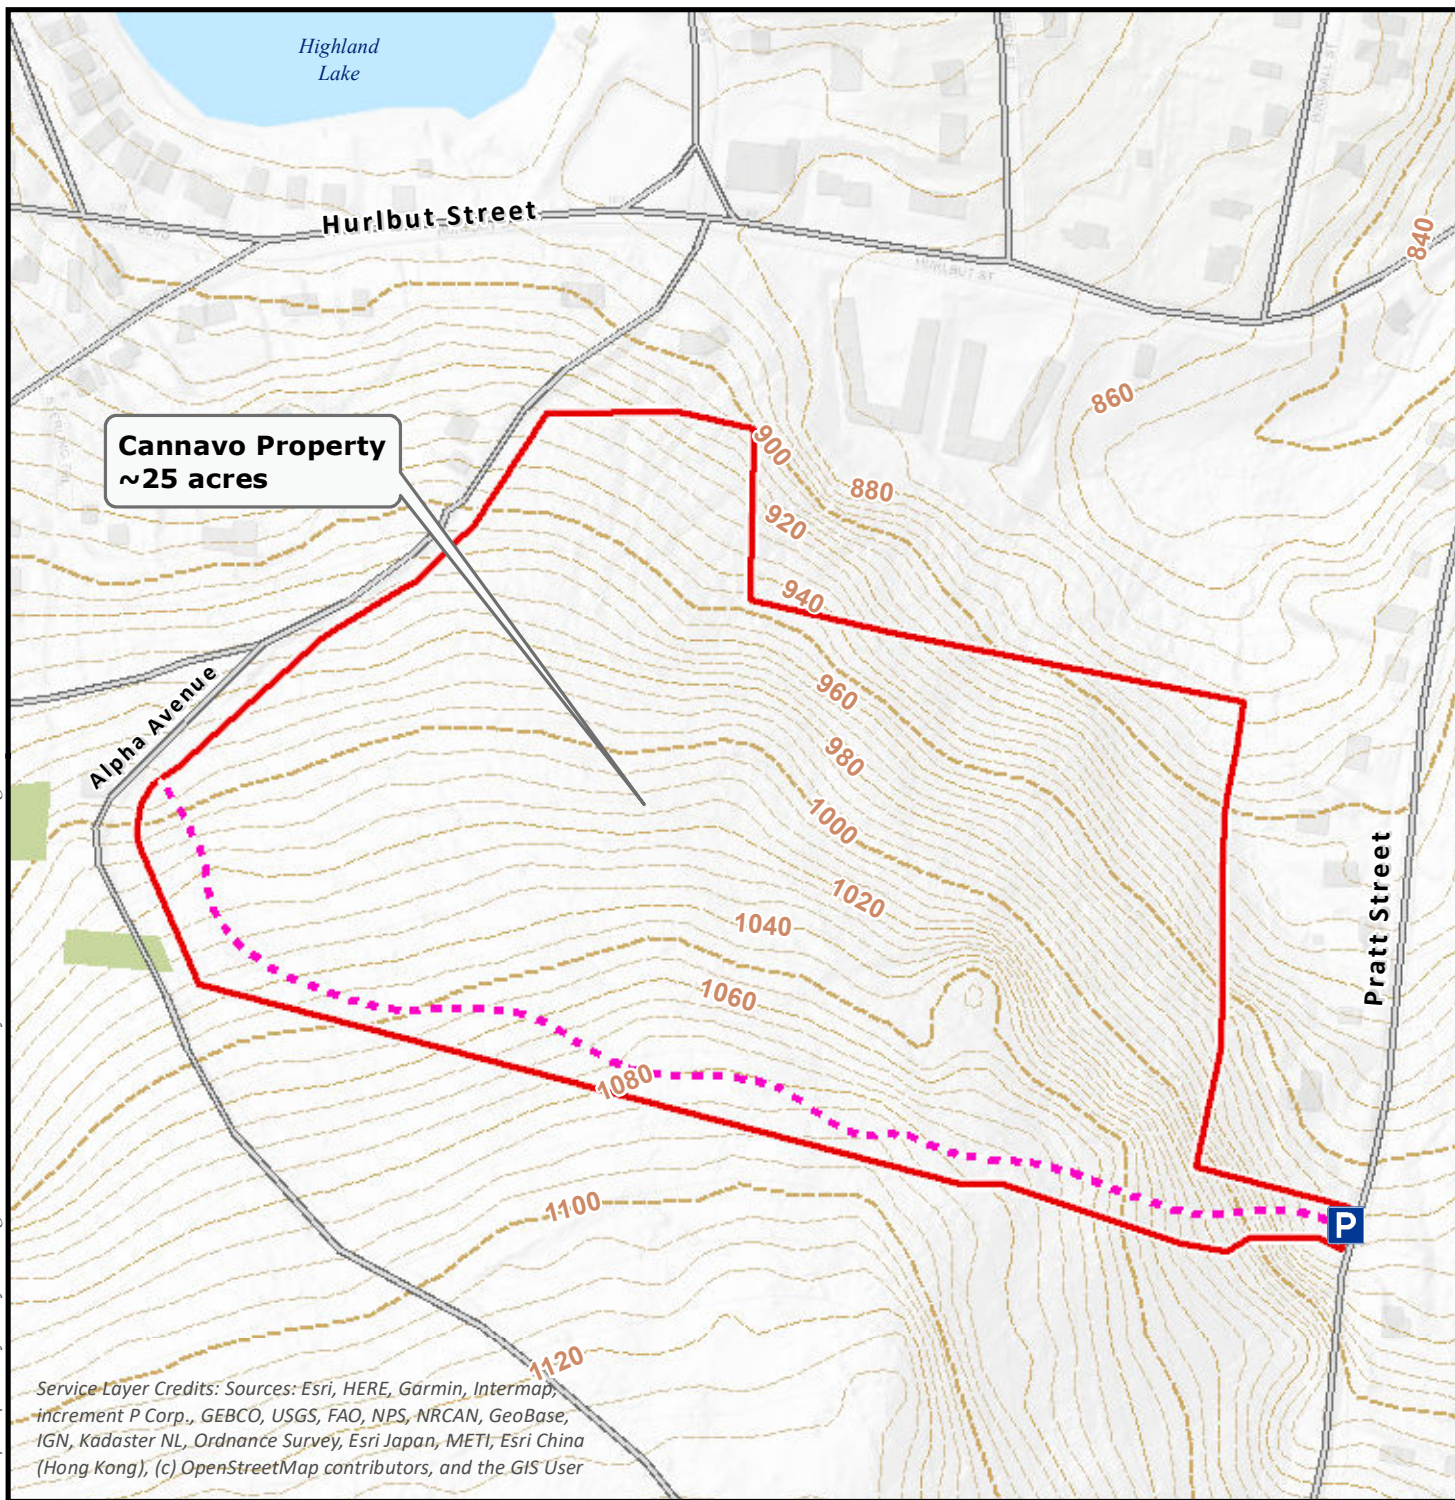 Highland
Lake
Hurlbut Street
HURLBUT ST
840
860
Cannavo Property
~25 acres
900
880
920
940
960
Alpha Avenue
980
1000
1020
1040
Pratt Street
1060
1080
1100
P
1120
Service Layer Credits: Sources: Esri, HERE, Garmin, Intermap,
increment P Corp., GEBCO, USGS, FAO, NPS, NRCAN, GeoBase,
IGN, Kadaster NL, Ordnance Survey, Esri Japan, METI, Esri China
(Hong Kong), (c) OpenStreetMap contributors, and the GIS User